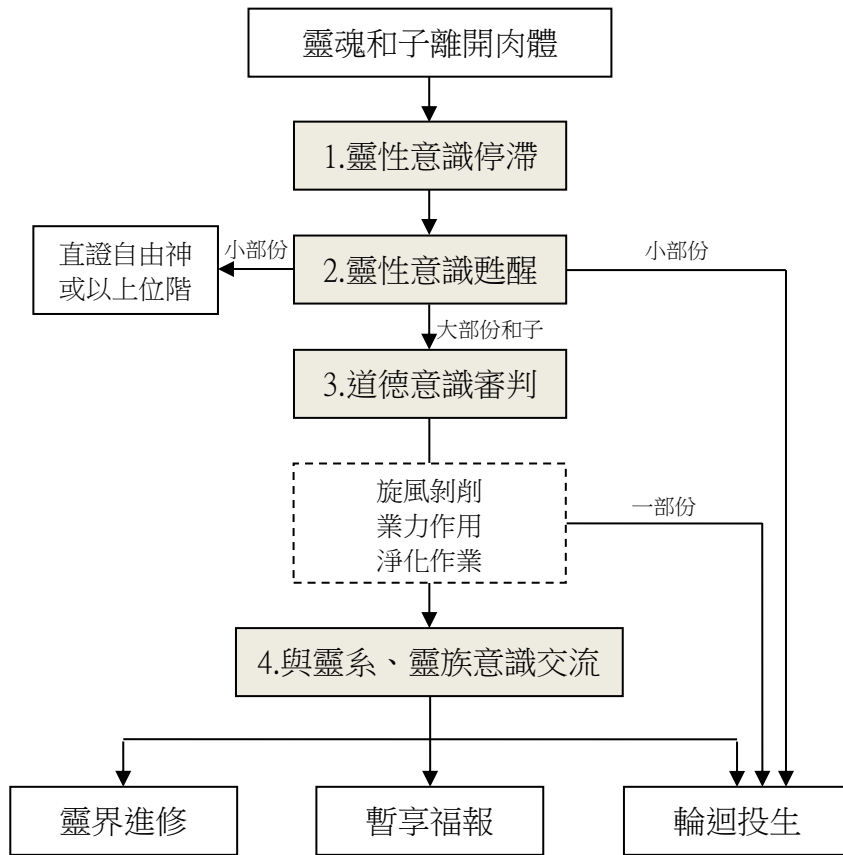 靈魂和子離開肉體
1.靈性意識停滯
直證自由神
或以上位階
小部份
2.靈性意識甦醒
小部份
大部份和子
3.道德意識審判
旋風剝削
業力作用
淨化作業
一部份
4.與靈系、靈族意識交流
靈界進修
暫享福報
輪迴投生